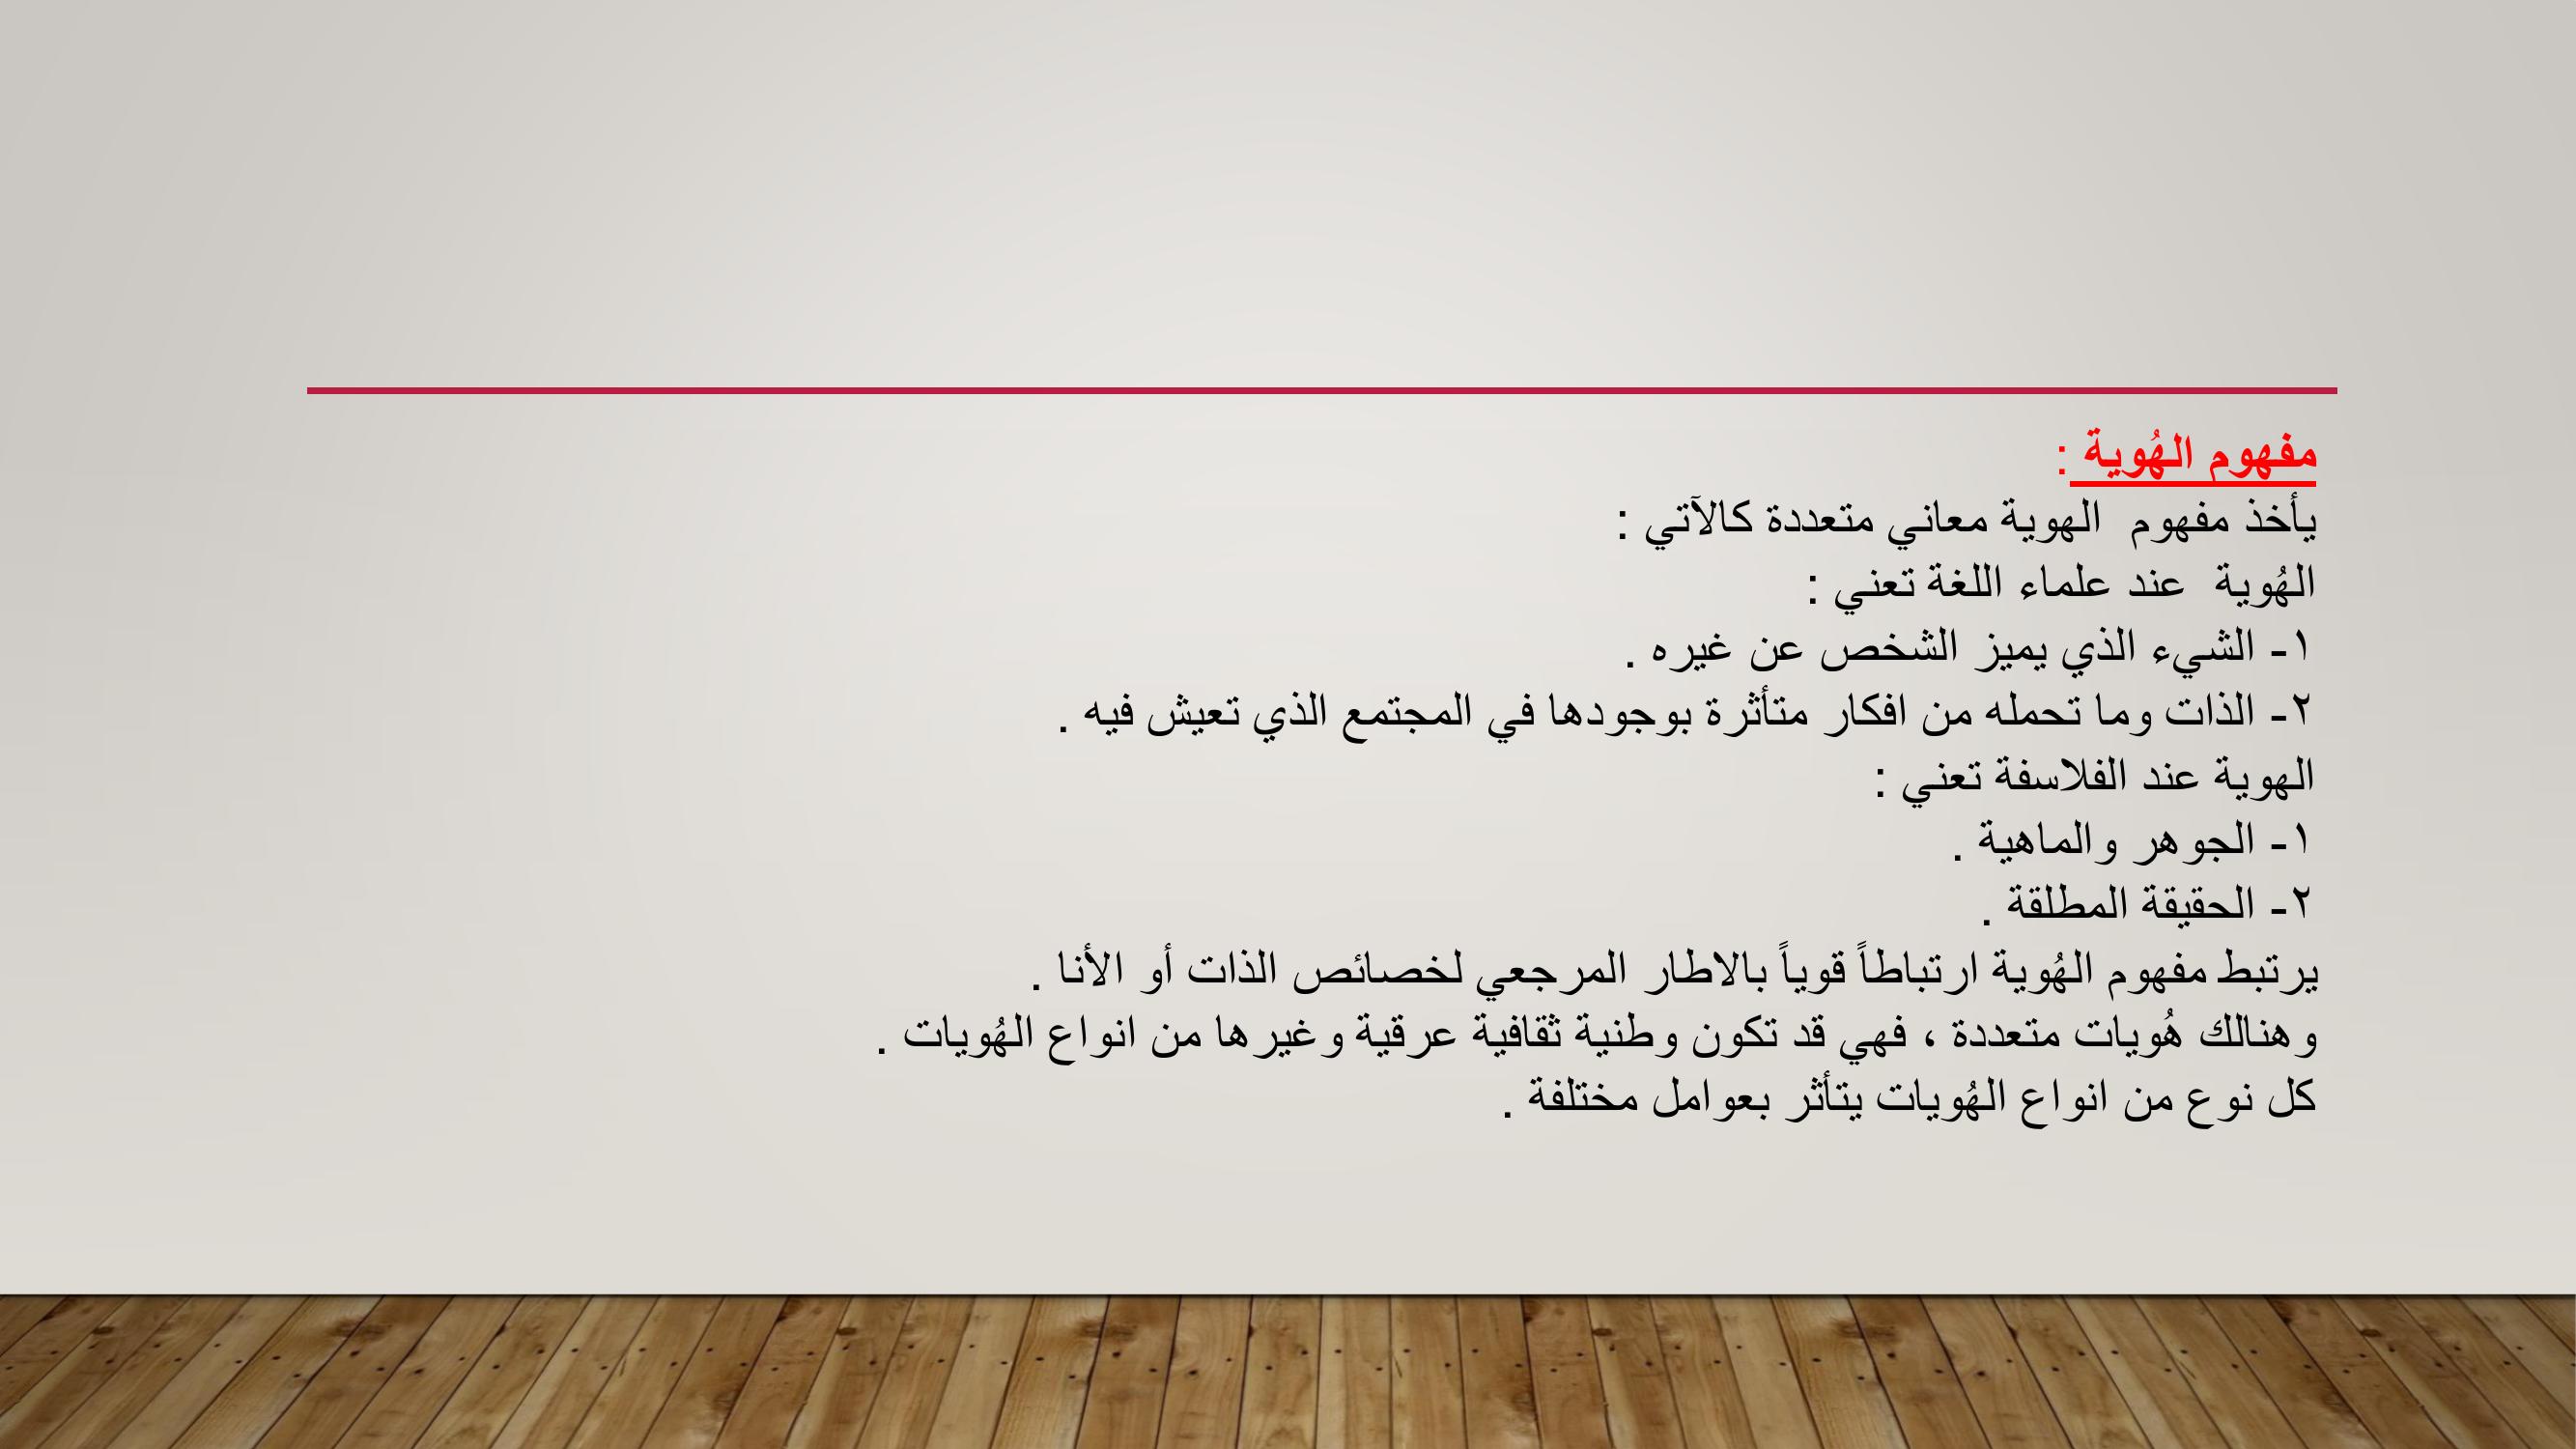 مفهوم الهُوية :
يأخذ مفهوم الهوية معاني متعددة كالآتي :
الهُوية عند علماء اللغة تعني :
١- الشيء الذي يميز الشخص عن غيره .
٢- الذات وما تحمله من افكار متأثرة بوجودها في المجتمع الذي تعيش فيه .
الهوية عند الفلاسفة تعني :
١- الجوهر والماهية .
٢- الحقيقة المطلقة .
يرتبط مفهوم الهُوية ارتباطاً قوياً بالاطار المرجعي لخصائص الذات أو الأنا .
وهنالك هُويات متعددة ، فهي قد تكون وطنية ثقافية عرقية وغيرها من انواع الهُويات .
كل نوع من انواع الهُويات يتأثر بعوامل مختلفة .